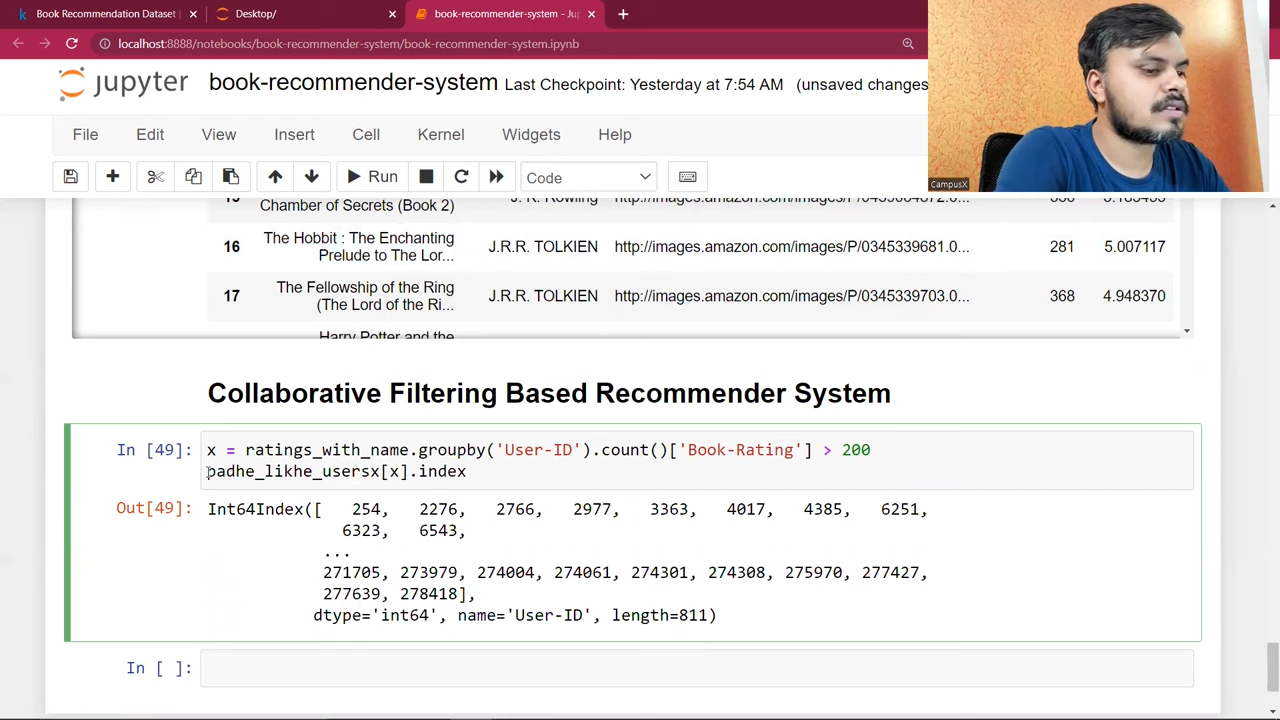 Book Recommendation Dataset |
Desktop/
book-recommender-system - Ju
localhost:8888/notebooks/book-recommender-system/book-recommender-system.ipynb
jupyter
book-recommender-system Last Checkpoint: Yesterday at 7:54 AM (unsaved changes
CampusX
File Edit View Insert Cell Kernel Widgets Help
Run
Code
Chamber of Secrets (Book 2)
16 The Hobbit : The Enchanting J.R.R. TOLKIEN http://images.amazon.com/images/P/0345339681.0... 281 5.007117
Prelude to The Lor...
17 The Fellowship of the Ring J.R.R. TOLKIEN http://images.amazon.com/images/P/0345339703.0... 368 4.948370
(The Lord of the Ri...
Harry Potter and the
Collaborative Filtering Based Recommender System
In [49]: x = ratings_with_name.groupby('User-ID').count()['Book-Rating'] > 200
padhe_likhe_usersx[x].index
Out[49]: Int64Index([ 254, 2276, 2766, 2977, 3363, 4017, 4385, 6251,
6323, 6543,
...
271705, 273979, 274004, 274061, 274301, 274308, 275970, 277427,
277639, 278418],
dtype='int64', name='User-ID', length=811)
In [ ]: